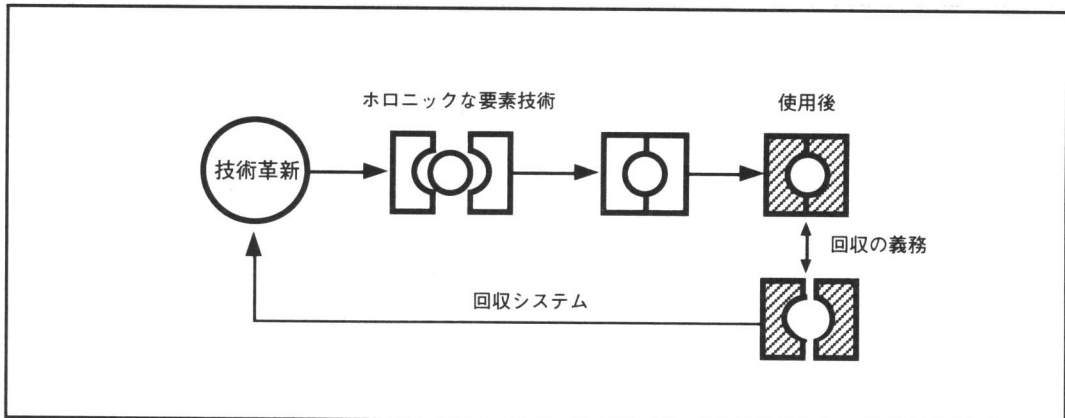 ホロニックな要素技術
使用後
技術革新
回収の義務
回収システム